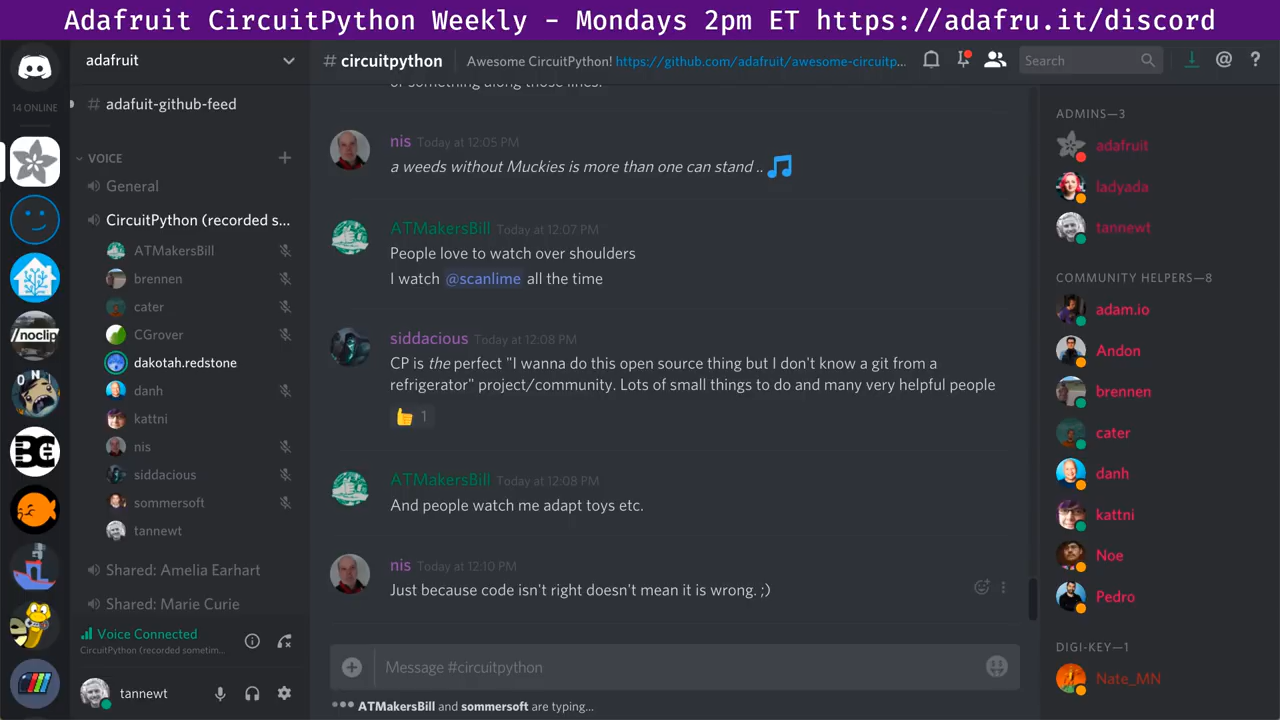 Adafruit CircuitPython Weekly - Mondays 2pm ET https://adafru.it/discord
14 ONLINE
noclip
adafruit
# adafuit-github-feed
VOICE
General
CircuitPython (recorded s...
ATMakersBill
brennen
cater
CGrover
dakotah.redstone
danh
kattni
nis
siddacious
sommersoft
tannewt
Shared: Amelia Earhart
Shared: Marie Curie
Voice Connected
CircuitPython (recorded sometim...
tannewt
# circuitpython
Awesome CircuitPython! https://github.com/adafruit/awesome-circuitp...
Search
or something along those lines.
nis Today at 12:05 PM
a weeds without Muckies is more than one can stand .. 🎵
ATMakersBill Today at 12:07 PM
People love to watch over shoulders
I watch @scanlime all the time
siddacious Today at 12:08 PM
CP is the perfect "I wanna do this open source thing but I don't know a git from a
refrigerator" project/community. Lots of small things to do and many very helpful people
👍 1
ATMakersBill Today at 12:08 PM
And people watch me adapt toys etc.
nis Today at 12:10 PM
Just because code isn't right doesn't mean it is wrong. ;)
Message #circuitpython
ATMakersBill and sommersoft are typing...
ADMINS—3
adafruit
ladyada
tannewt
COMMUNITY HELPERS—8
adam.io
Andon
brennen
cater
danh
kattni
Noe
Pedro
DIGI-KEY—1
Nate_MN